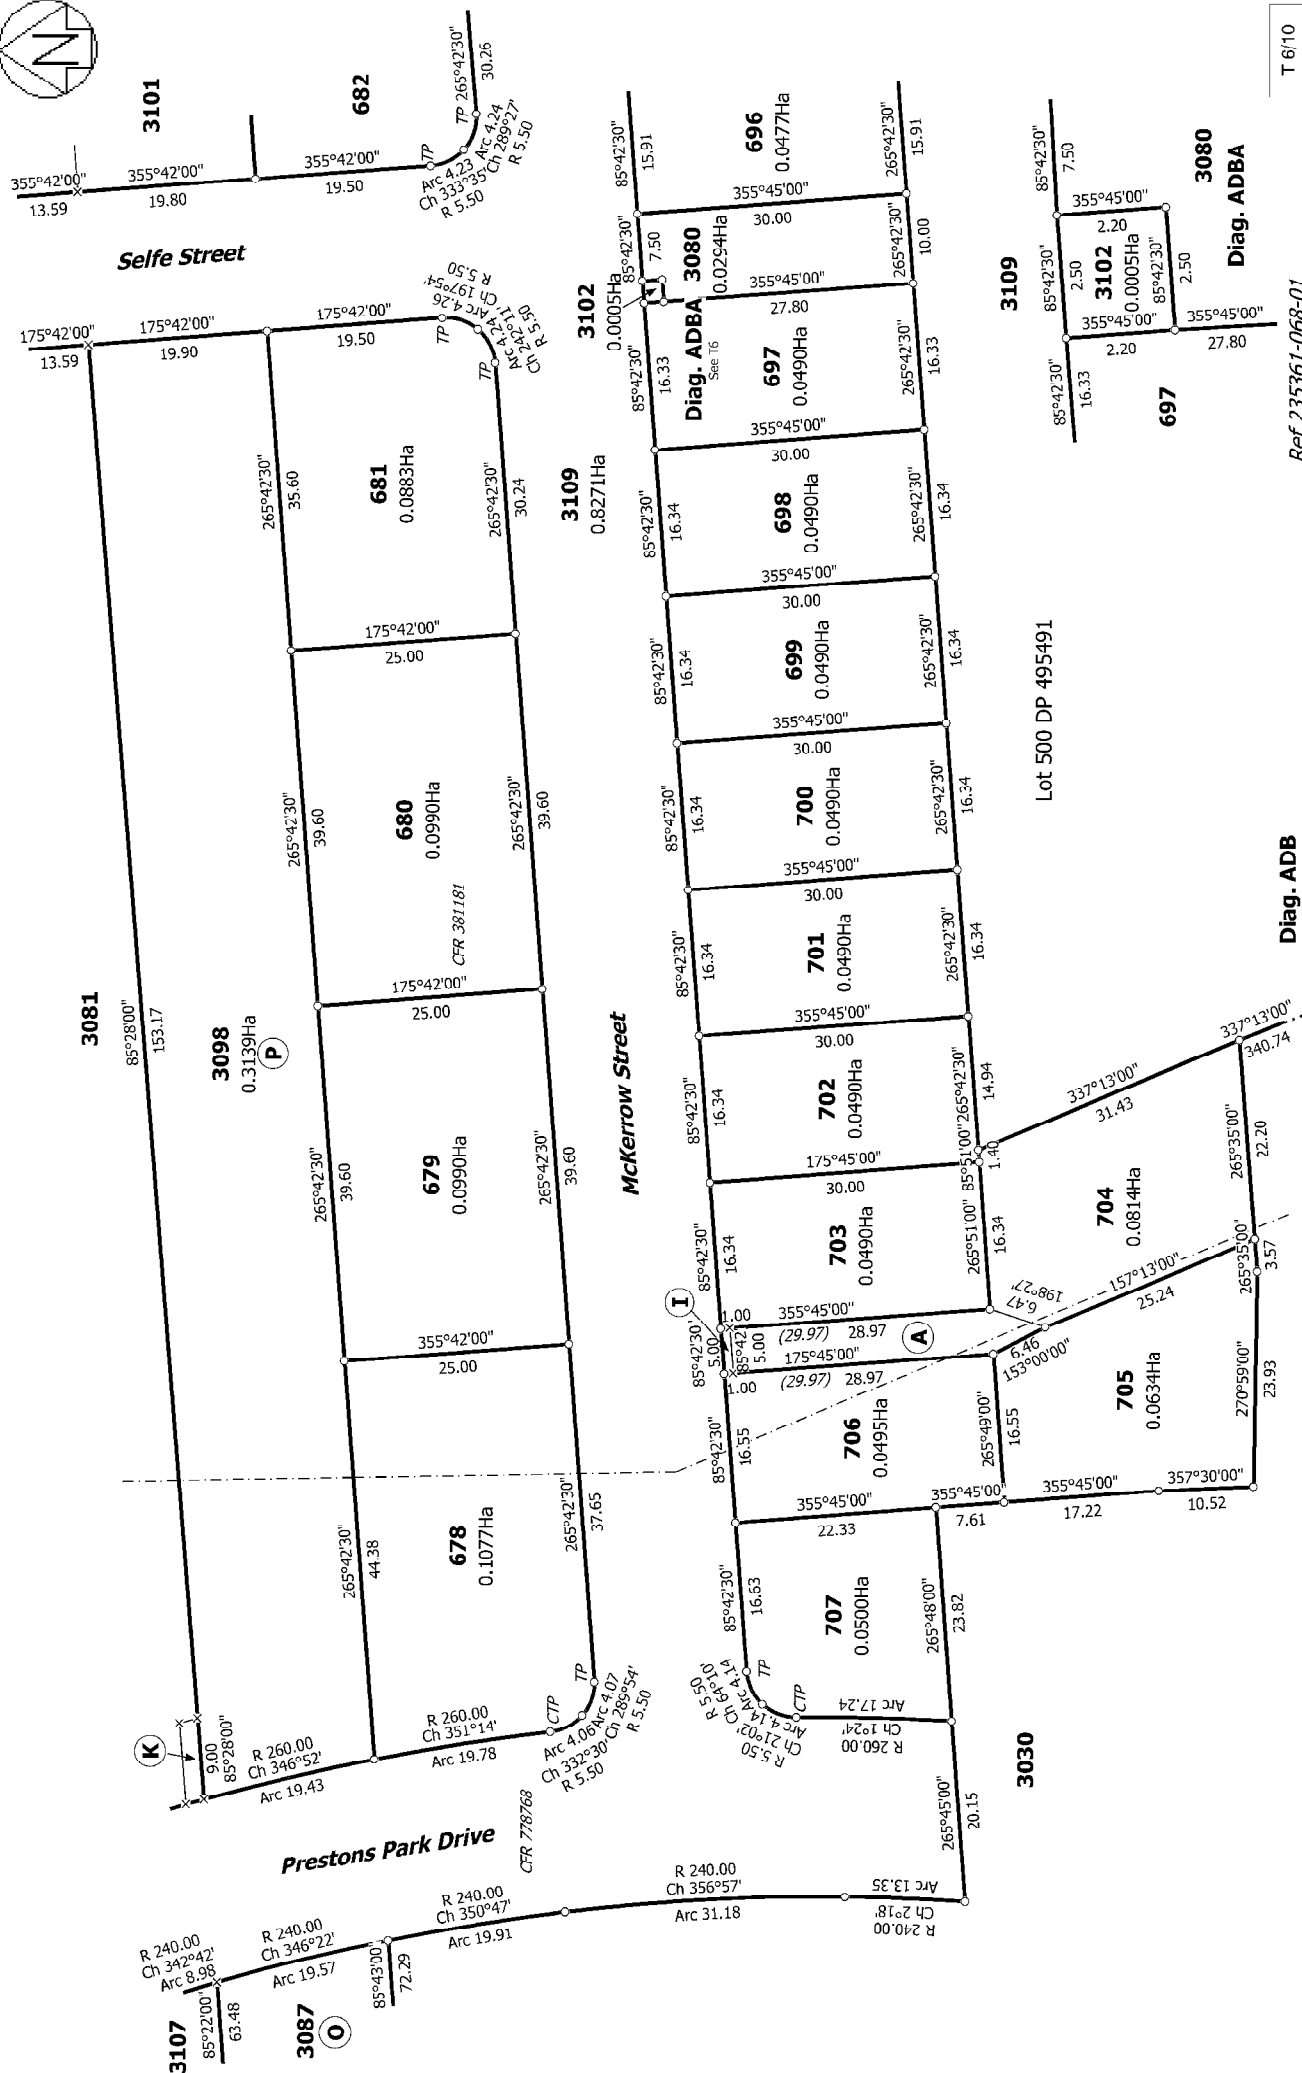 N
T 6/10
3101
682
355°42'00"
13.59
355°42'00"
19.80
355°42'00"
19.50
TP
Arc 4.23
Ch 333°35'
R 5.50
Arc 4.24
Ch 289°27'
R 5.50
TP
265°42'30"
30.26
Selfe Street
175°42'00"
13.59
175°42'00"
19.90
175°42'00"
19.50
TP
Arc 4.26
Ch 197°54'
R 5.50
Arc 4.24
Ch 242°11'
R 5.50
TP
3081
85°28'00"
153.17
3098
0.3139Ha
P
265°42'30"
35.60
681
0.0883Ha
265°42'30"
30.24
175°42'00"
25.00
265°42'30"
39.60
680
0.0990Ha
CFR 381181
265°42'30"
39.60
175°42'00"
25.00
265°42'30"
39.60
679
0.0990Ha
265°42'30"
39.60
355°42'00"
25.00
265°42'30"
44.38
678
0.1077Ha
265°42'30"
37.65
TP
Arc 4.07
Ch 289°54'
R 5.50
Arc 4.06
Ch 332°30'
R 5.50
CTP
R 260.00
Ch 351°14'
Arc 19.78
R 260.00
Ch 346°52'
Arc 19.43
K
9.00
85°28'00"
Prestons Park Drive
CFR 778768
R 240.00
Ch 342°42'
Arc 8.98
R 240.00
Ch 346°22'
Arc 19.57
R 240.00
Ch 350°47'
Arc 19.91
R 240.00
Ch 356°57'
Arc 31.18
R 240.00
Ch 2°18'
Arc 13.35
3107
85°22'00"
63.48
3087
O
85°43'00"
72.29
McKerrow Street
3109
0.8271Ha
3102
0.0005Ha
85°42'30"
15.91
696
0.0477Ha
265°42'30"
15.91
355°45'00"
30.00
85°42'30"
7.50
3080
0.0294Ha
265°42'30"
10.00
355°45'00"
27.80
Diag. ADBA
See T6
85°42'30"
16.33
697
0.0490Ha
265°42'30"
16.33
355°45'00"
30.00
85°42'30"
16.34
698
0.0490Ha
265°42'30"
16.34
355°45'00"
30.00
85°42'30"
16.34
699
0.0490Ha
265°42'30"
16.34
355°45'00"
30.00
85°42'30"
16.34
700
0.0490Ha
265°42'30"
16.34
355°45'00"
30.00
85°42'30"
16.34
701
0.0490Ha
265°42'30"
16.34
355°45'00"
30.00
85°42'30"
16.34
702
0.0490Ha
265°42'30"
14.94
85°51'00"
1.40
175°45'00"
30.00
85°42'30"
16.34
703
0.0490Ha
265°51'00"
16.34
I
1.00
355°45'00"
(29.97) 28.97
85°42'30"
5.00
85°42'
5.00
A
1.00
175°45'00"
(29.97) 28.97
85°42'30"
16.55
706
0.0495Ha
265°49'00"
16.55
6.47
198°27'
6.46
153°00'00"
157°13'00"
25.24
704
0.0814Ha
337°13'00"
31.43
337°13'00"
340.74
265°35'00"
22.20
265°35'00"
3.57
705
0.0634Ha
270°59'00"
23.93
357°30'00"
10.52
355°45'00"
17.22
355°45'00"
7.61
355°45'00"
22.33
85°42'30"
16.63
707
0.0500Ha
265°48'00"
23.82
TP
Arc 4.14
Ch 64°10'
R 5.50
Arc 4.14
Ch 21°02'
R 5.50
CTP
Arc 17.24
Ch 1°24'
R 260.00
265°45'00"
20.15
3030
Lot 500 DP 495491
Diag. ADB
3109
85°42'30"
7.50
355°45'00"
2.20
85°42'30"
2.50
3102
0.0005Ha
85°42'30"
2.50
355°45'00"
2.20
85°42'30"
16.33
355°45'00"
27.80
697
3080
Diag. ADBA
Ref 235361-068-01